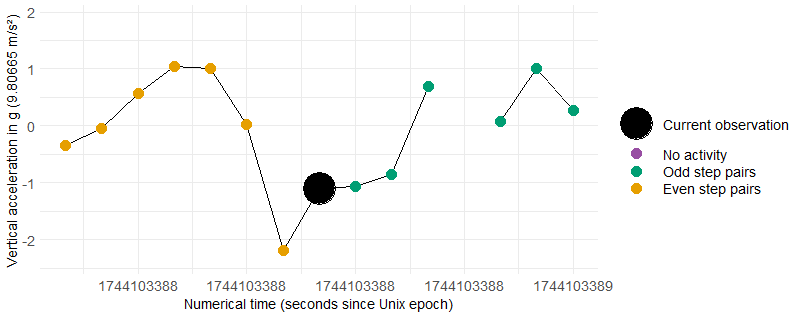 Vertical acceleration in g (9.80665 m/s²)
2
1
0
-1
-2
1744103388 1744103388 1744103388 1744103388 1744103389
Numerical time (seconds since Unix epoch)
Current observation
No activity
Odd step pairs
Even step pairs